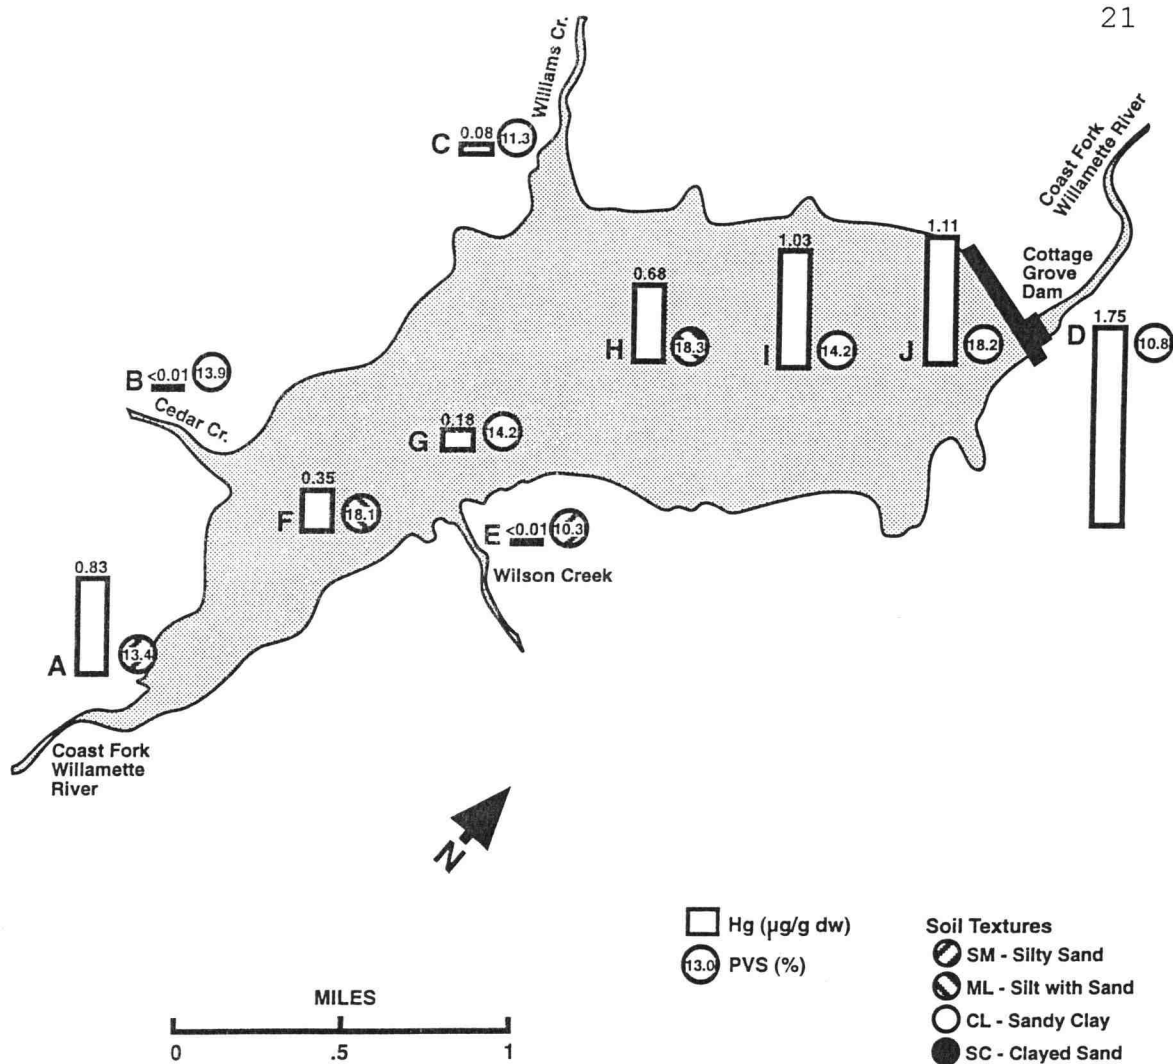 21
Williams Cr.
C
0.08
11.3
Coast Fork
Willamette River
1.11
1.03
Cottage
Grove
Dam
0.68
1.75
H
18.3
I
14.2
J
18.2
D
10.8
B
<0.01
13.9
Cedar Cr.
0.18
G
14.2
0.35
F
18.1
E
<0.01
10.3
Wilson Creek
0.83
A
13.4
Coast Fork
Willamette
River
N
Hg (µg/g dw)
13.0
PVS (%)
Soil Textures
SM - Silty Sand
ML - Silt with Sand
CL - Sandy Clay
SC - Clayed Sand
MILES
0
.5
1